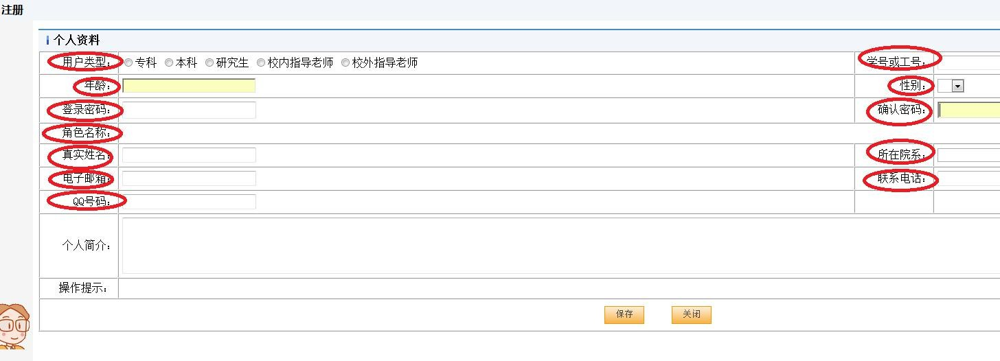 注册
个人资料
用户类型： 专科 本科 研究生 校内指导老师 校外指导老师 学号或工号：
年龄： 性别：
登录密码： 确认密码：
角色名称：
真实姓名： 所在院系：
电子邮箱： 联系电话：
QQ号码：
个人简介：
操作提示：
保存 关闭